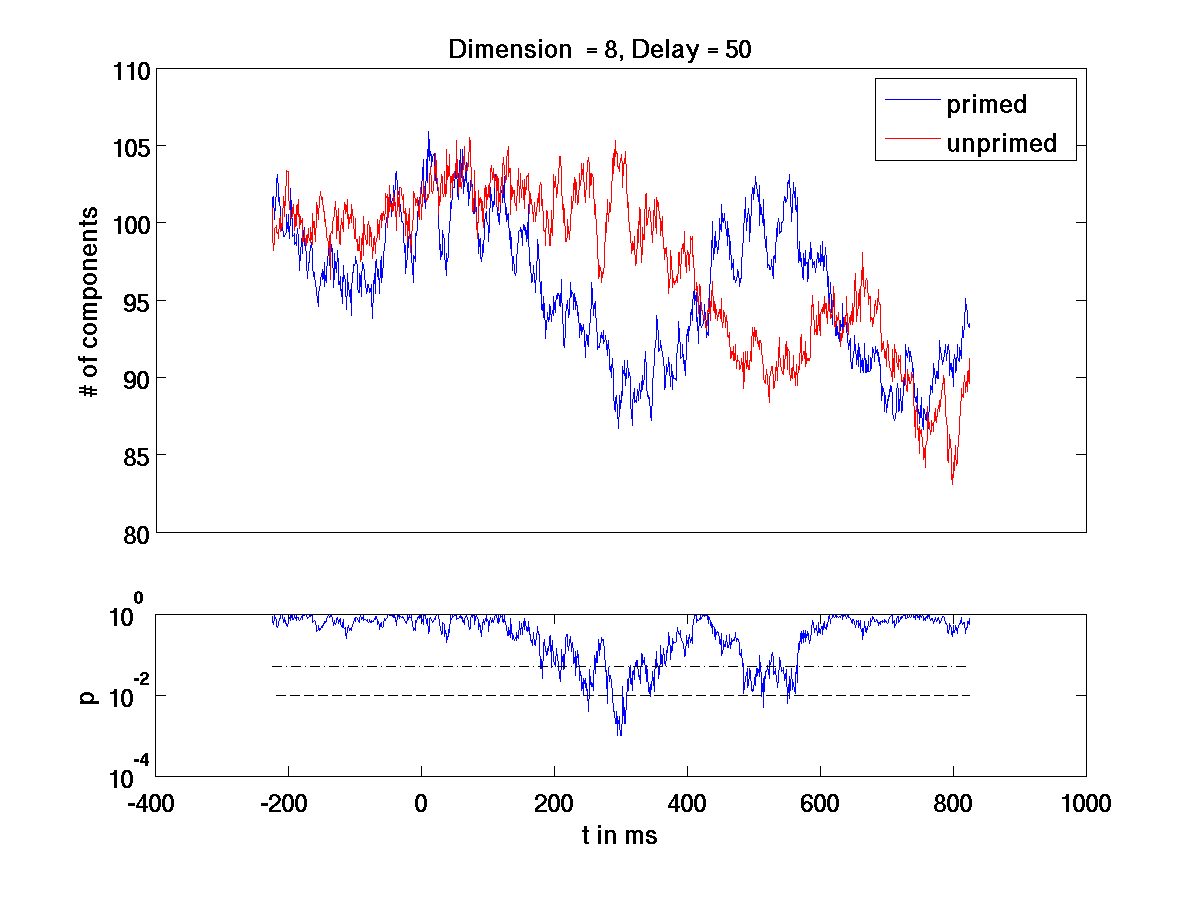 Dimension = 8, Delay = 50
110
105
100
95
90
85
80
# of components
primed
unprimed
10^0
10^-2
10^-4
p
-400 -200 0 200 400 600 800 1000
t in ms